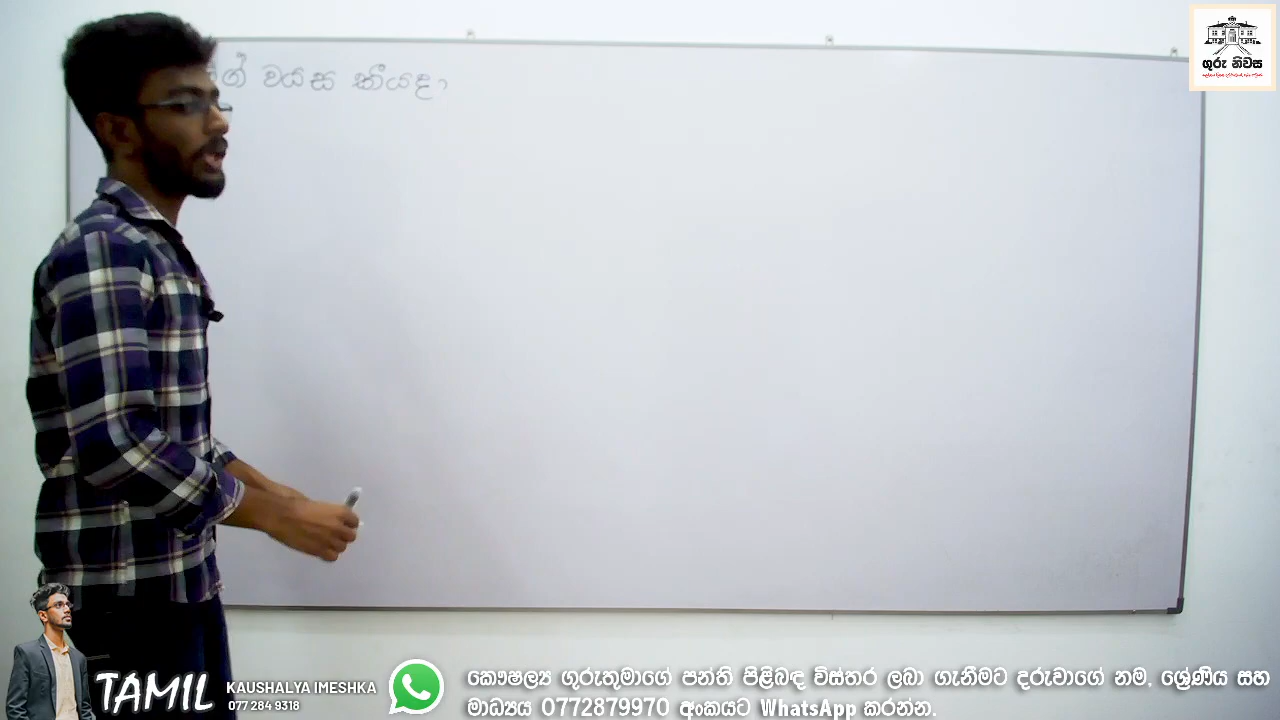 වයස කීයද?
ගුරු නිවස
TAMIL
KAUSHALYA IMESHKA
077 284 9318
කෞෂල්‍ය ගුරුතුමාගේ පන්ති පිළිබඳ විස්තර ලබා ගැනීමට දරුවාගේ නම, ශ්‍රේණිය සහ
මාධ්‍යය 0772879970 අංකයට WhatsApp කරන්න.